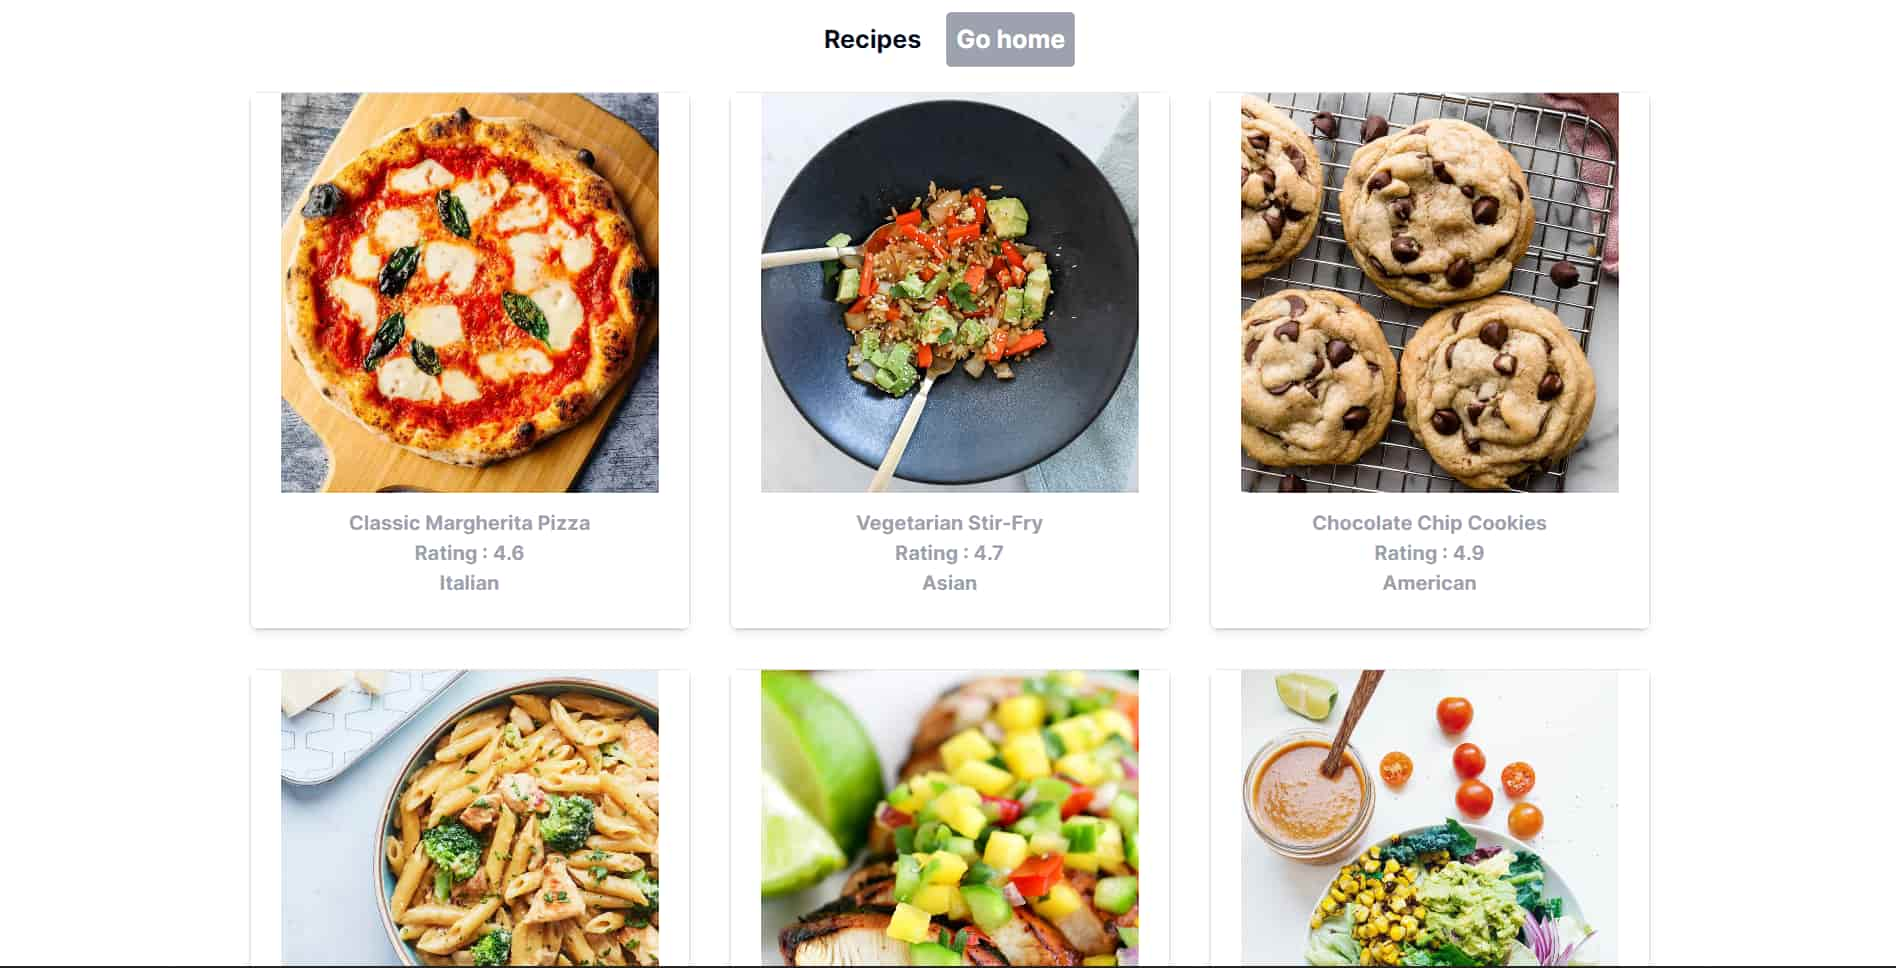 Recipes Go home
Classic Margherita Pizza
Rating : 4.6
Italian
Vegetarian Stir-Fry
Rating : 4.7
Asian
Chocolate Chip Cookies
Rating : 4.9
American